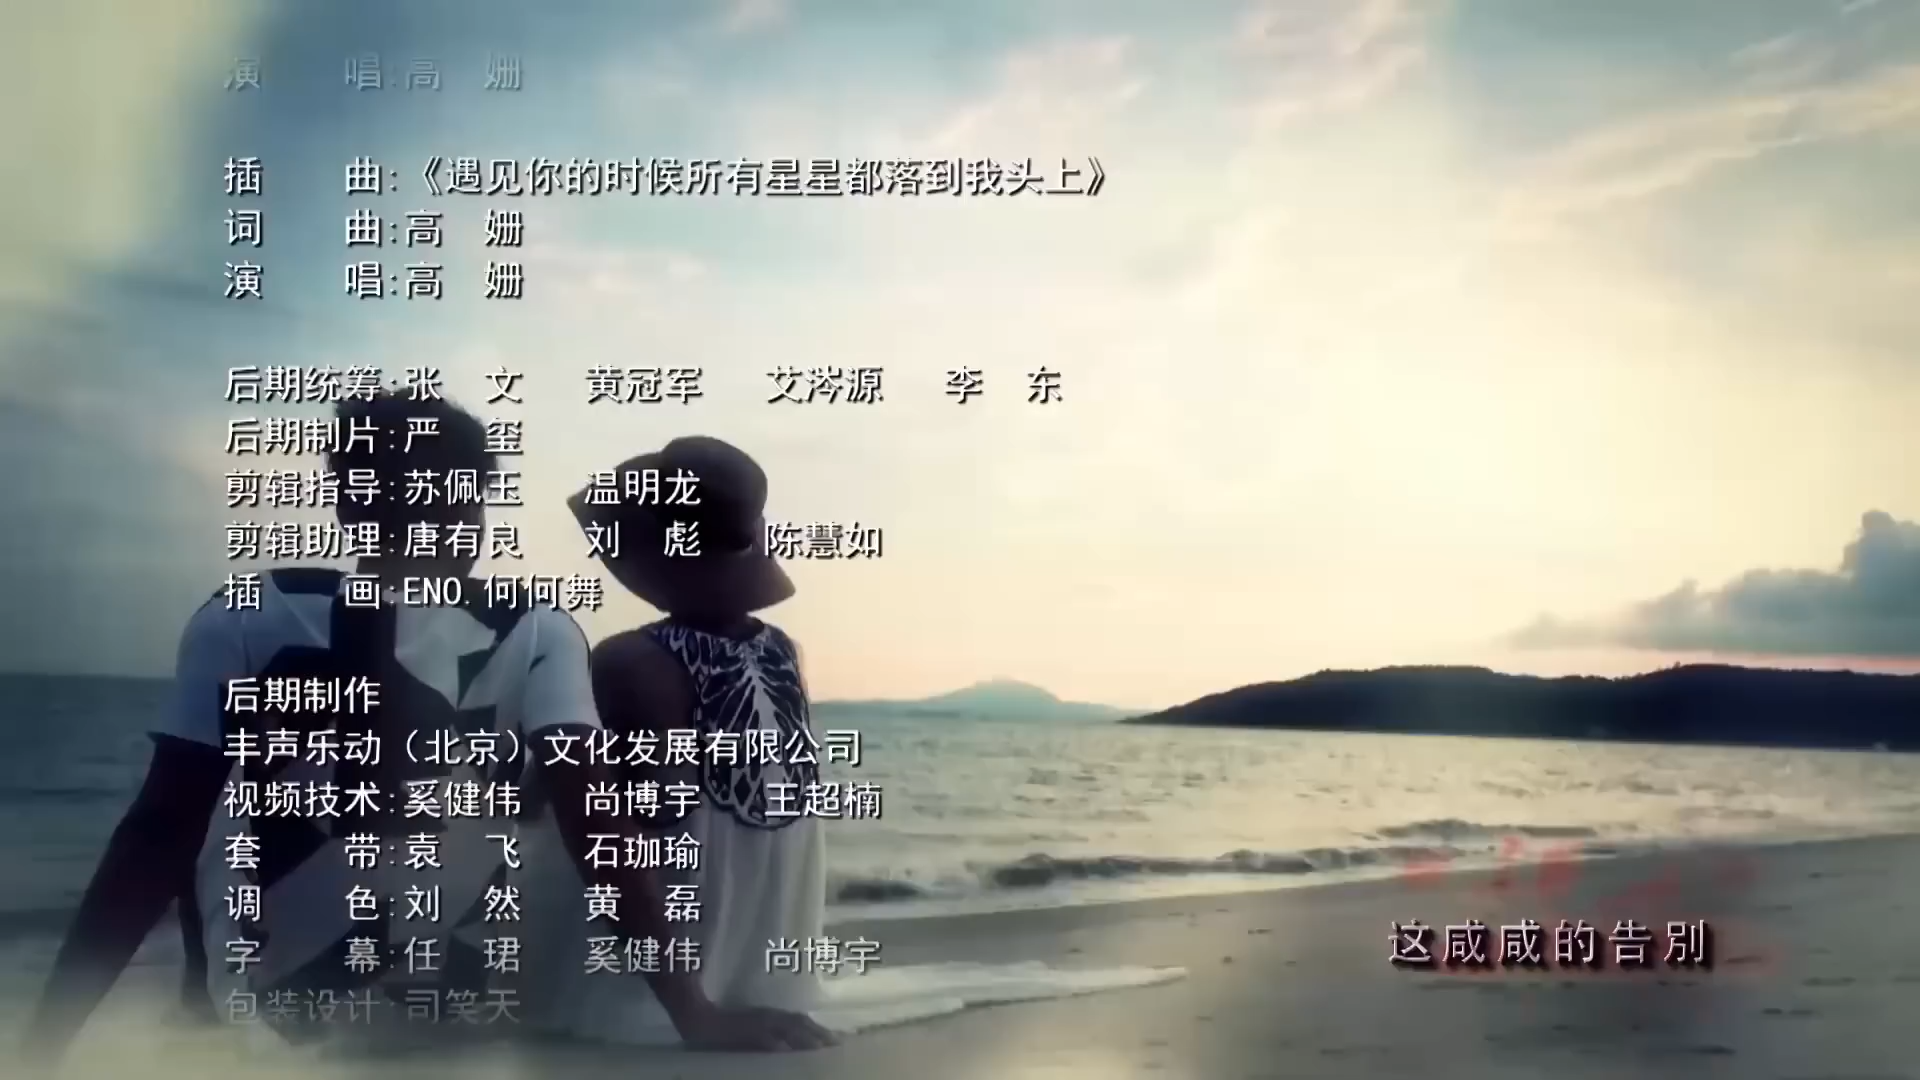 演 唱:高 姗
插 曲:《遇见你的时候所有星星都落到我头上》
词 曲:高 姗
演 唱:高 姗
后期统筹:张 文 黄冠军 艾涔源 李 东
后期制片:严 玺
剪辑指导:苏佩玉 温明龙
剪辑助理:唐有良 刘 彪 陈慧如
插 画:ENO.何何舞
后期制作
丰声乐动（北京）文化发展有限公司
视频技术:奚健伟 尚博宇 王超楠
套 带:袁 飞 石珈瑜
调 色:刘 然 黄 磊
字 幕:任 珺 奚健伟 尚博宇
包装设计:司笑天
这咸咸的告别